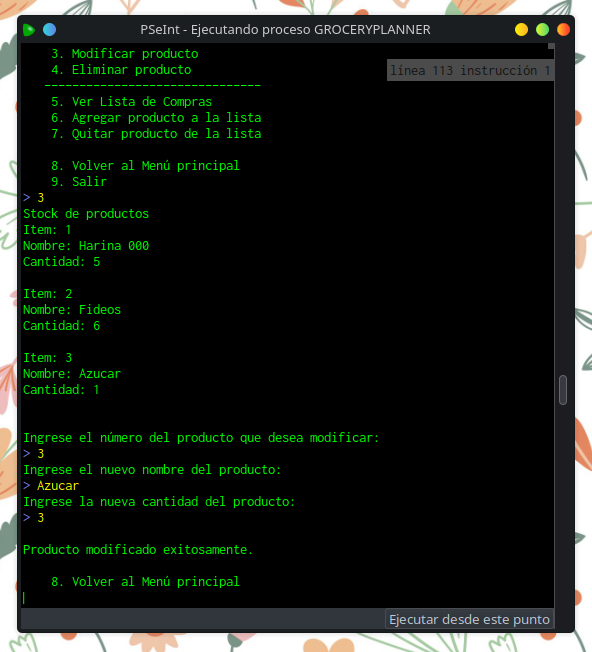 PSeInt - Ejecutando proceso GROCERYPLANNER
3. Modificar producto
4. Eliminar producto
línea 113 instrucción 1
-------------------------------
5. Ver Lista de Compras
6. Agregar producto a la lista
7. Quitar producto de la lista
8. Volver al Menú principal
9. Salir
> 3
Stock de productos
Item: 1
Nombre: Harina 000
Cantidad: 5
Item: 2
Nombre: Fideos
Cantidad: 6
Item: 3
Nombre: Azucar
Cantidad: 1
Ingrese el número del producto que desea modificar:
> 3
Ingrese el nuevo nombre del producto:
> Azucar
Ingrese la nueva cantidad del producto:
> 3
Producto modificado exitosamente.
8. Volver al Menú principal
Ejecutar desde este punto